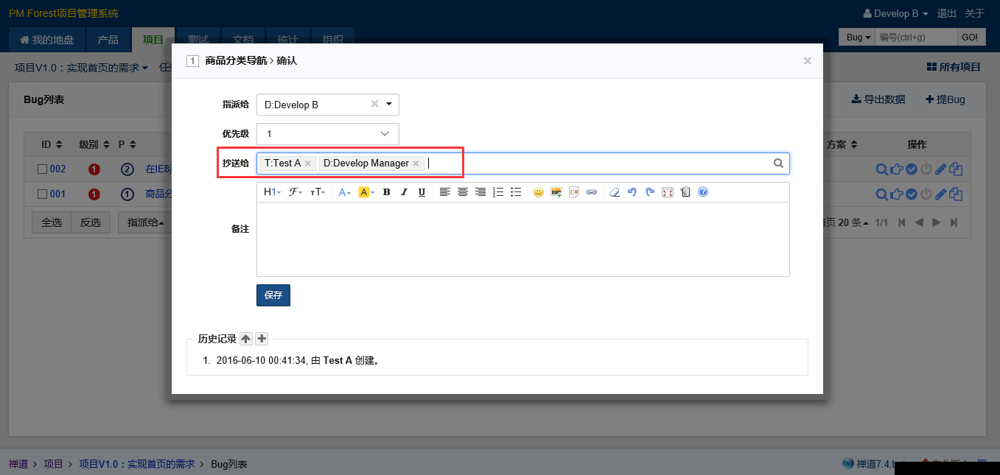 PM Forest项目管理系统
Develop B 退出 关于
我的地盘 产品 项目 测试 文档 统计 组织
Bug 编号(ctrl+g) GO!
项目V1.0：实现首页的需求
所有项目
Bug列表
导出数据 提Bug
ID 级别 P
方案 操作
002 1 2 在IE8
001 1 1 商品分
全选 反选 指派给
页 20 条 1/1
1 商品分类导航 > 确认 ×
指派给 D:Develop B
优先级 1
抄送给 T:Test A × D:Develop Manager ×
H1 F TT A A B I U
备注
保存
历史记录
1. 2016-06-10 00:41:34, 由 Test A 创建。
禅道 > 项目 > 项目V1.0：实现首页的需求 > Bug列表
禅道7.4